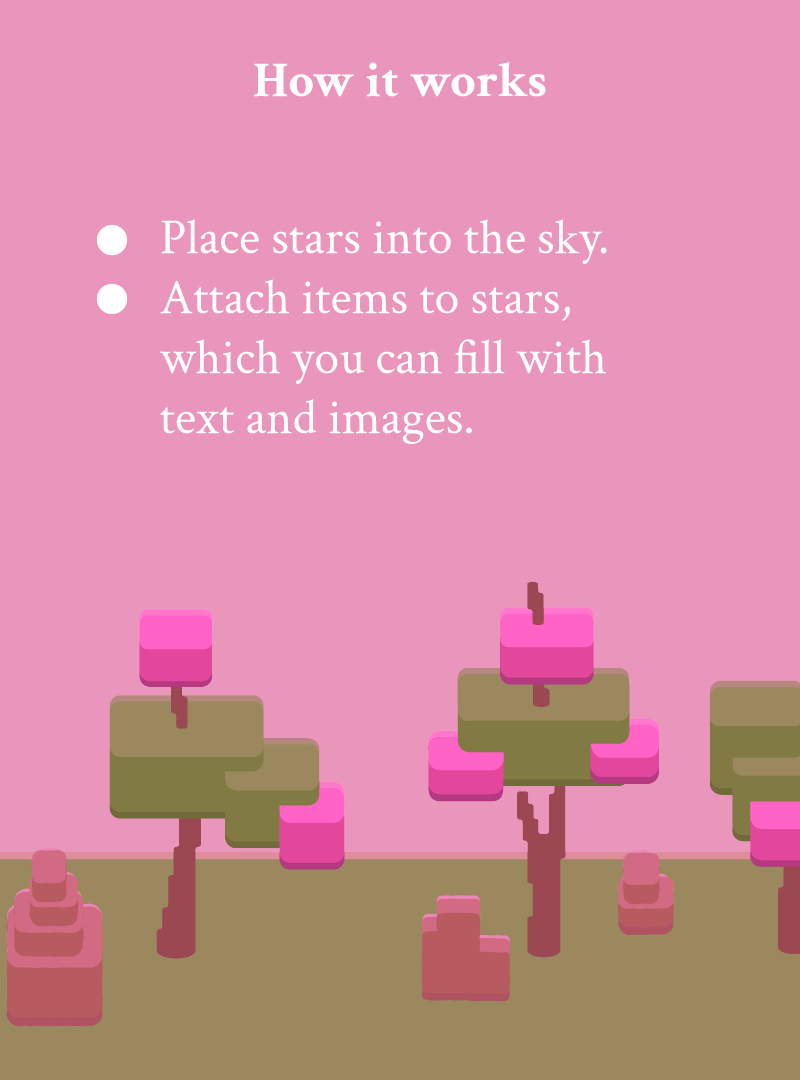 How it works
● Place stars into the sky.
● Attach items to stars,
which you can fill with
text and images.